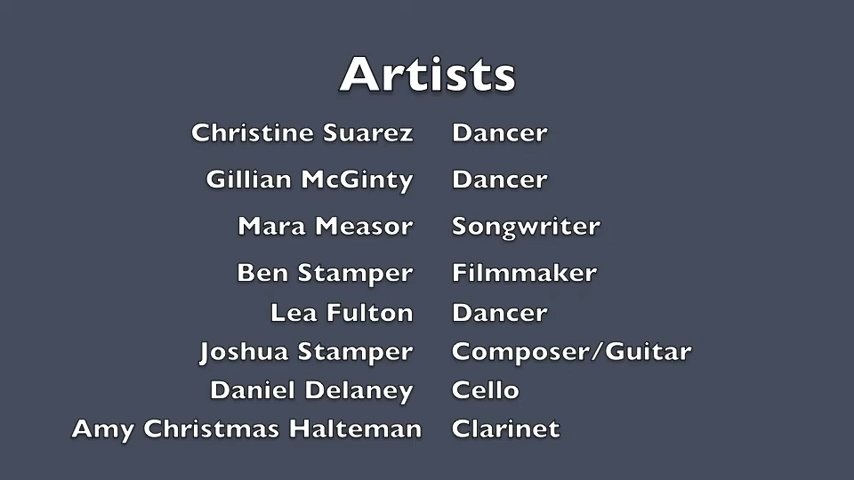 Artists
Christine Suarez Dancer
Gillian McGinty Dancer
Mara Measor Songwriter
Ben Stamper Filmmaker
Lea Fulton Dancer
Joshua Stamper Composer/Guitar
Daniel Delaney Cello
Amy Christmas Halteman Clarinet